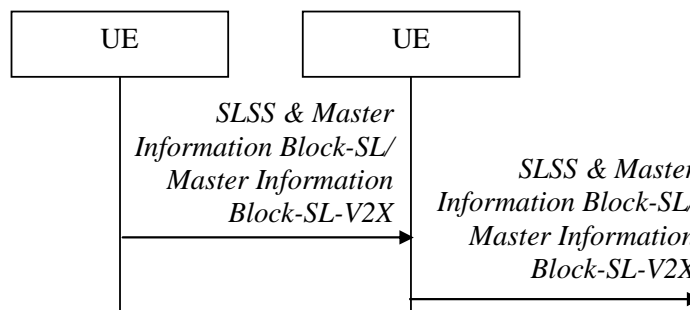 UE
UE
SLSS & Master
Information Block-SL/
Master Information
Block-SL-V2X
SLSS & Master
Information Block-SL/
Master Information
Block-SL-V2X